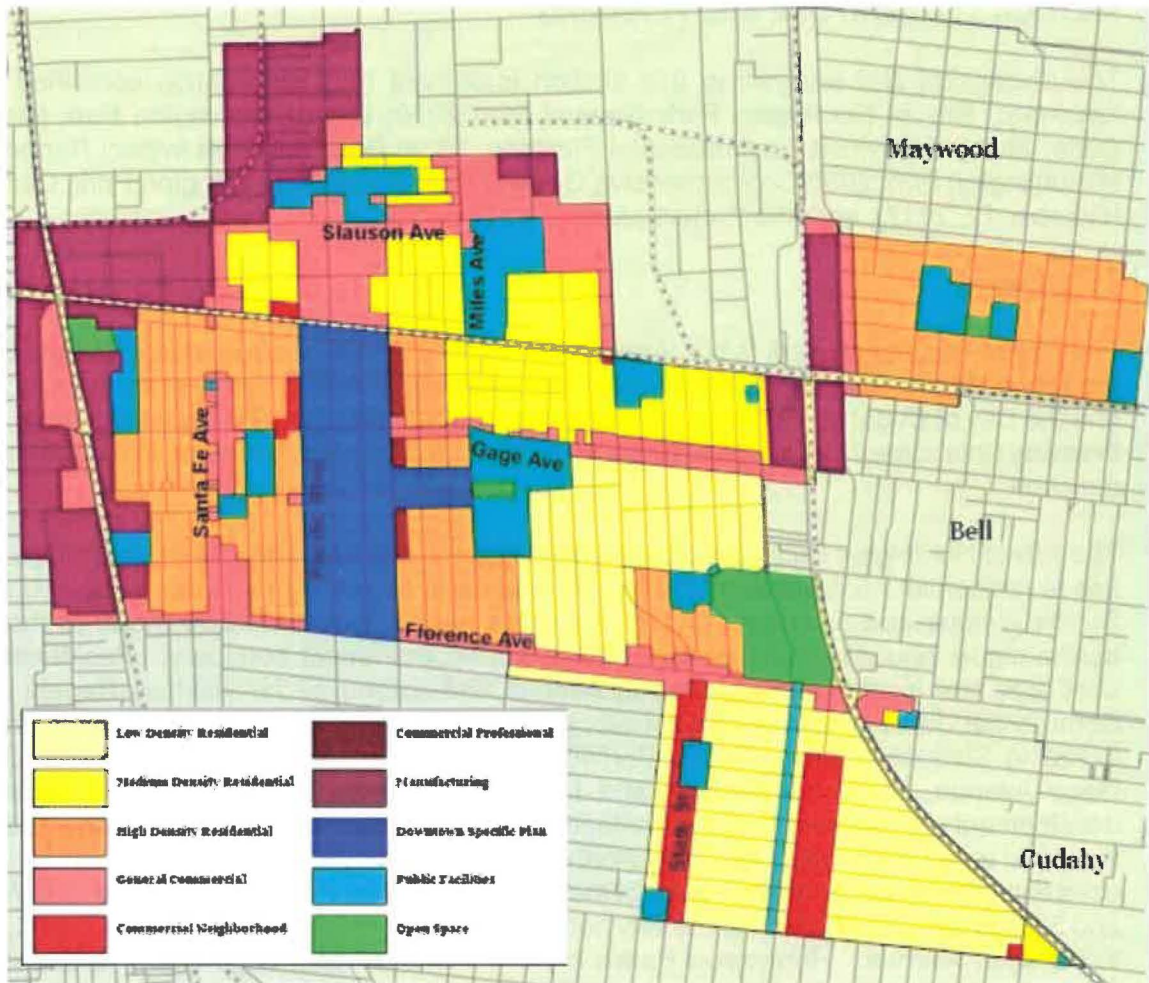 Maywood
Slauson Ave
Miles Ave
Santa Fe Ave
Gage Ave
Bell
Florence Ave
Cudahy
Low Density Residential
Medium Density Residential
High Density Residential
General Commercial
Commercial Neighborhood
Commercial Professional
Manufacturing
Downtown Specific Plan
Public Facilities
Open Space